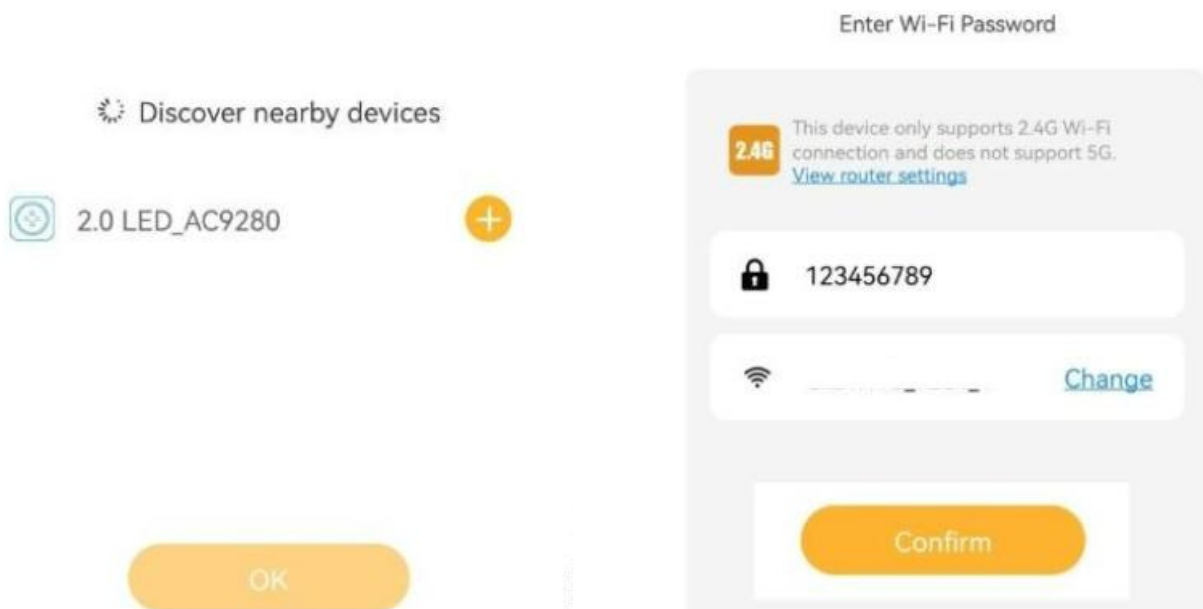 Discover nearby devices
2.0 LED_AC9280
OK
Enter Wi-Fi Password
2.4G
This device only supports 2.4G Wi-Fi
connection and does not support 5G.
View router settings
123456789
Change
Confirm